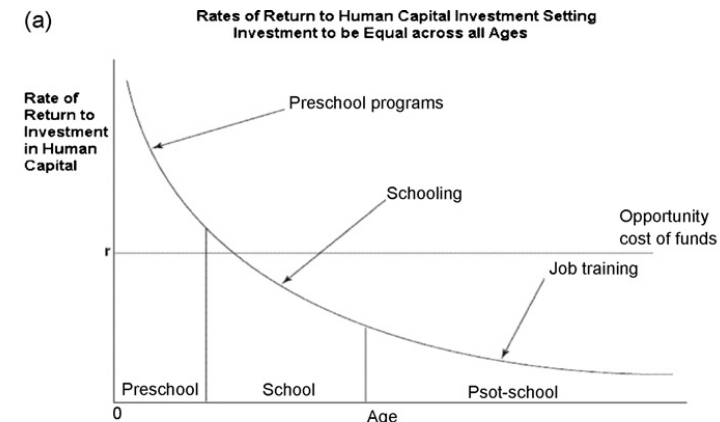 (a)
Rates of Return to Human Capital Investment Setting
Investment to be Equal across all Ages
Rate of
Return to
Investment
in Human
Capital
Preschool programs
Schooling
Opportunity
cost of funds
r
Job training
Preschool
School
Psot-school
0
Age